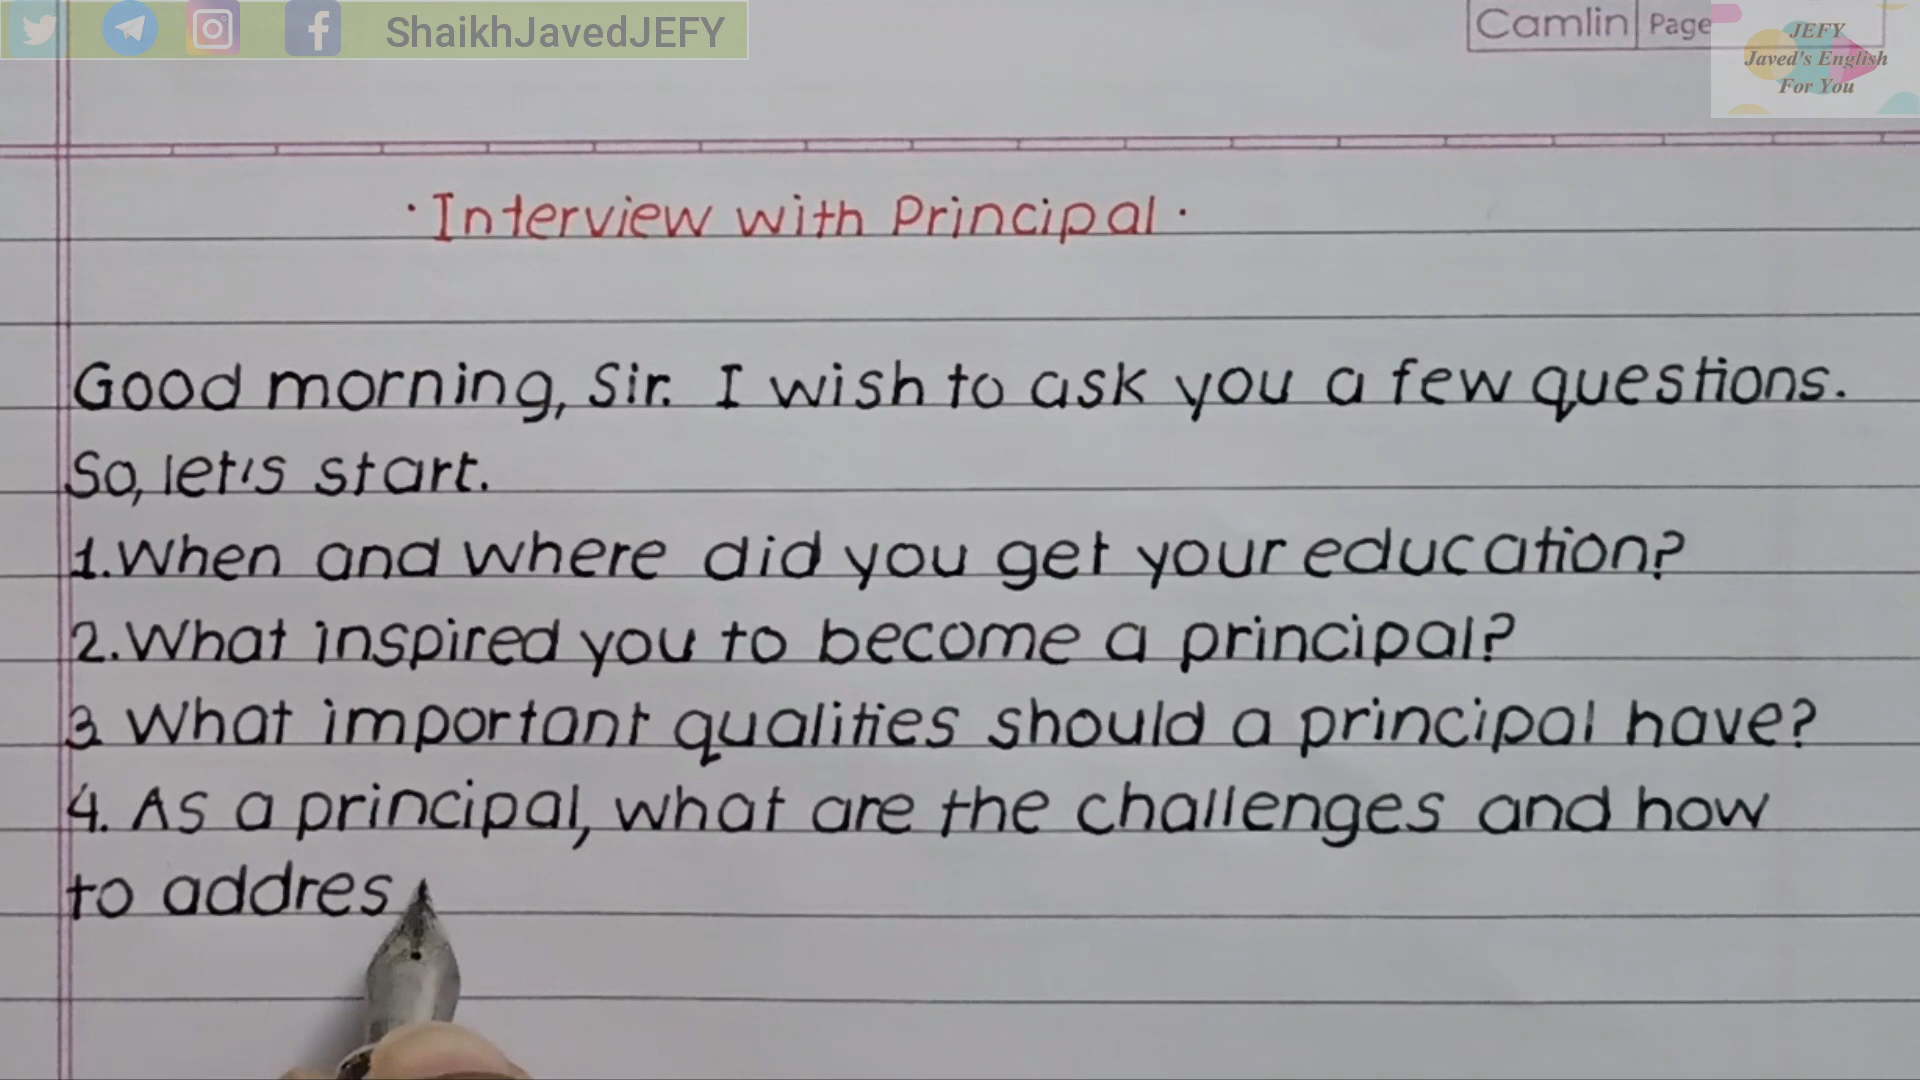 ShaikhJavedJEFY
Camlin Page
JEFY
Javed's English
For You
· Interview with Principal ·
Good morning, Sir. I wish to ask you a few questions.
So, let's start.
1. When and where did you get your education?
2. What inspired you to become a principal?
3 What important qualities should a principal have?
4. As a principal, what are the challenges and how
to addres